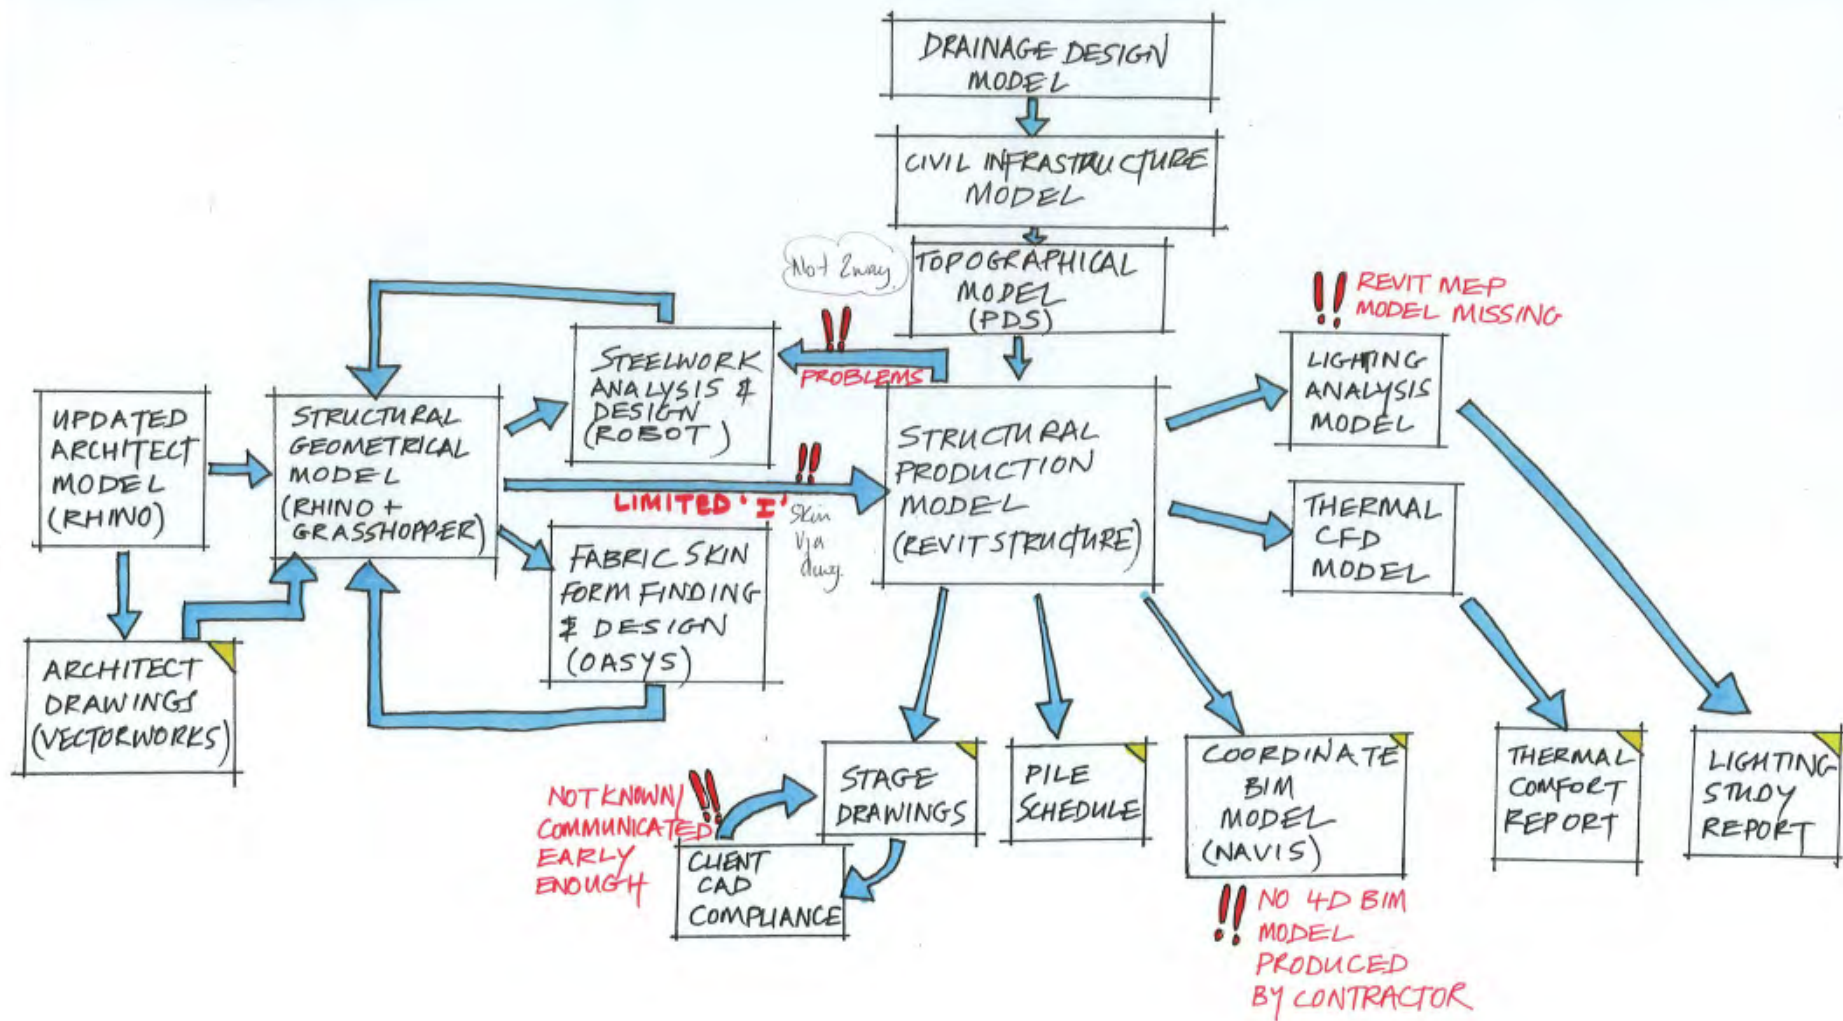 DRAINAGE DESIGN
MODEL
CIVIL INFRASTRUCTURE
MODEL
Not 2way.
TOPOGRAPHICAL
MODEL
(PDS)
!!
PROBLEMS
!! REVIT MEP
MODEL MISSING
UPDATED
ARCHITECT
MODEL
(RHINO)
STRUCTURAL
GEOMETRICAL
MODEL
(RHINO +
GRASSHOPPER)
STEELWORK
ANALYSIS &
DESIGN
(ROBOT)
!!
LIMITED 'I'
Skin
Via
dwg.
FABRIC SKIN
FORM FINDING
& DESIGN
(OASYS)
STRUCTURAL
PRODUCTION
MODEL
(REVIT STRUCTURE)
LIGHTING
ANALYSIS
MODEL
THERMAL
CFD
MODEL
ARCHITECT
DRAWINGS
(VECTORWORKS)
NOT KNOWN/ !!
COMMUNICATED
EARLY
ENOUGH
CLIENT
CAD
COMPLIANCE
STAGE
DRAWINGS
PILE
SCHEDULE
COORDINATE
BIM
MODEL
(NAVIS)
!! NO 4D BIM
MODEL
PRODUCED
BY CONTRACTOR
THERMAL
COMFORT
REPORT
LIGHTING
STUDY
REPORT